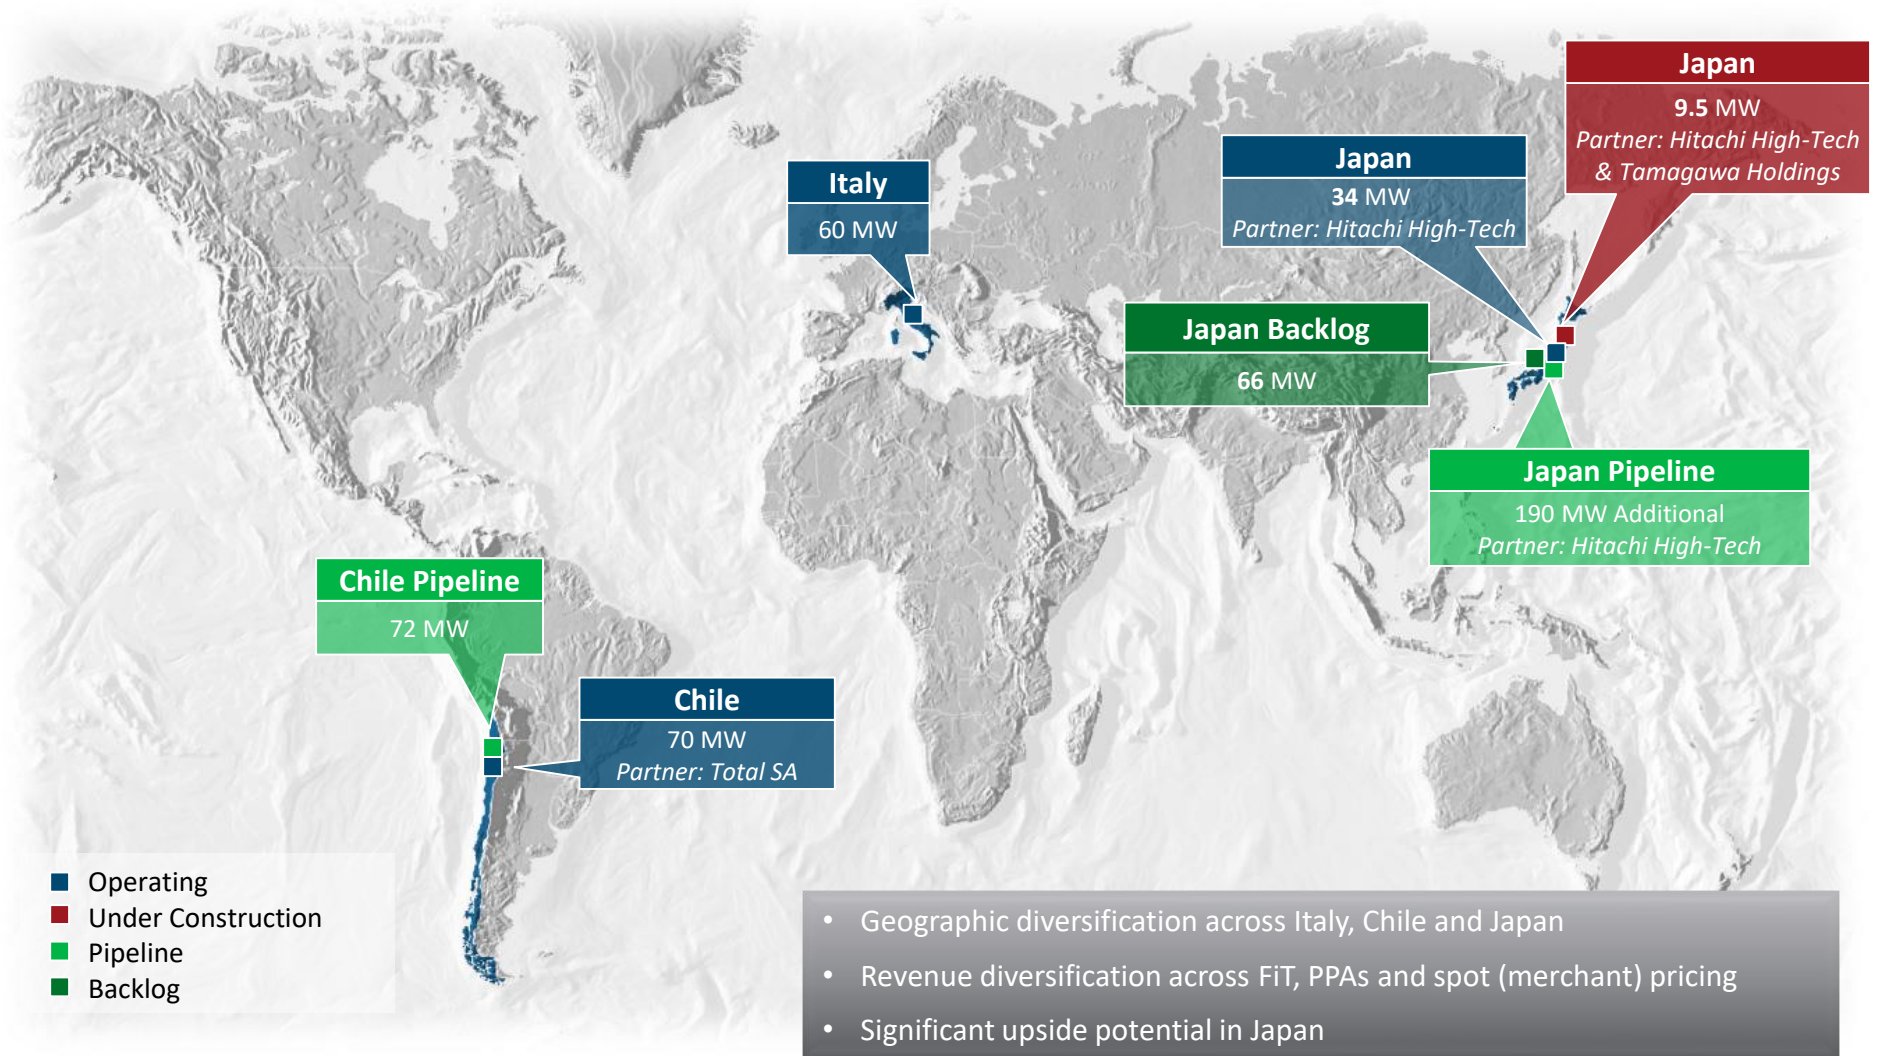 Japan
9.5 MW
Partner: Hitachi High-Tech
& Tamagawa Holdings
Japan
34 MW
Partner: Hitachi High-Tech
Italy
60 MW
Japan Backlog
66 MW
Japan Pipeline
190 MW Additional
Partner: Hitachi High-Tech
Chile Pipeline
72 MW
Chile
70 MW
Partner: Total SA
Operating
Under Construction
Pipeline
Backlog
• Geographic diversification across Italy, Chile and Japan
• Revenue diversification across FiT, PPAs and spot (merchant) pricing
• Significant upside potential in Japan